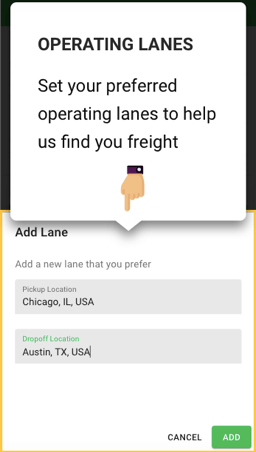 OPERATING LANES
Set your preferred
operating lanes to help
us find you freight
Add Lane
Add a new lane that you prefer
Pickup Location
Chicago, IL, USA
Dropoff Location
Austin, TX, USA
CANCEL ADD